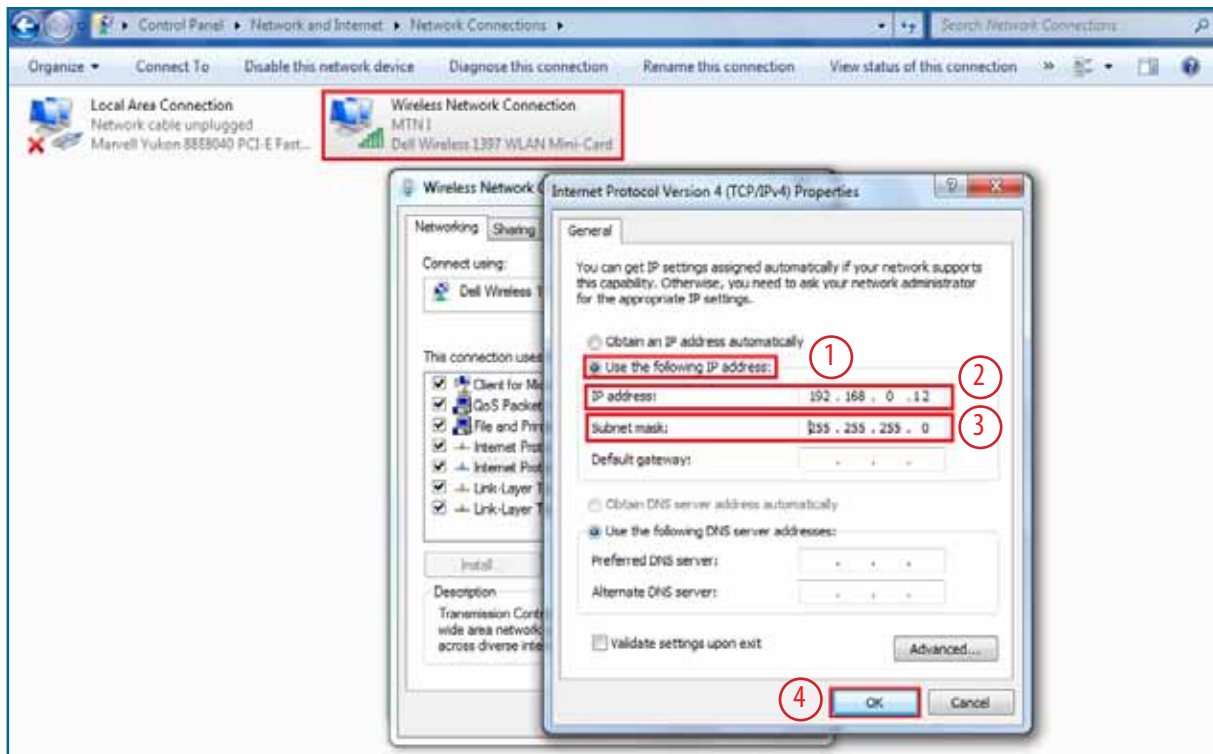 Control Panel ▸ Network and Internet ▸ Network Connections ▸
Search Network Connections
Organize Connect To Disable this network device Diagnose this connection Rename this connection View status of this connection »
Local Area Connection
Network cable unplugged
Marvell Yukon 88E8040 PCI-E Fast...
Wireless Network Connection
MTN1
Dell Wireless 1397 WLAN Mini-Card
Wireless Network
Networking Sharing
Connect using:
Dell Wireless 1
This connection uses
Client for Mic
QoS Packet
File and Prin
Internet Prot
Internet Prot
Link-Layer T
Link-Layer T
Install...
Description
Transmission Contr
wide area network
across diverse inte
Internet Protocol Version 4 (TCP/IPv4) Properties
General
You can get IP settings assigned automatically if your network supports
this capability. Otherwise, you need to ask your network administrator
for the appropriate IP settings.
Obtain an IP address automatically
Use the following IP address: 1
IP address: 192 . 168 . 0 . 12 2
Subnet mask: 255 . 255 . 255 . 0 3
Default gateway: . . .
Obtain DNS server address automatically
Use the following DNS server addresses:
Preferred DNS server: . . .
Alternate DNS server: . . .
Validate settings upon exit
Advanced...
4 OK Cancel